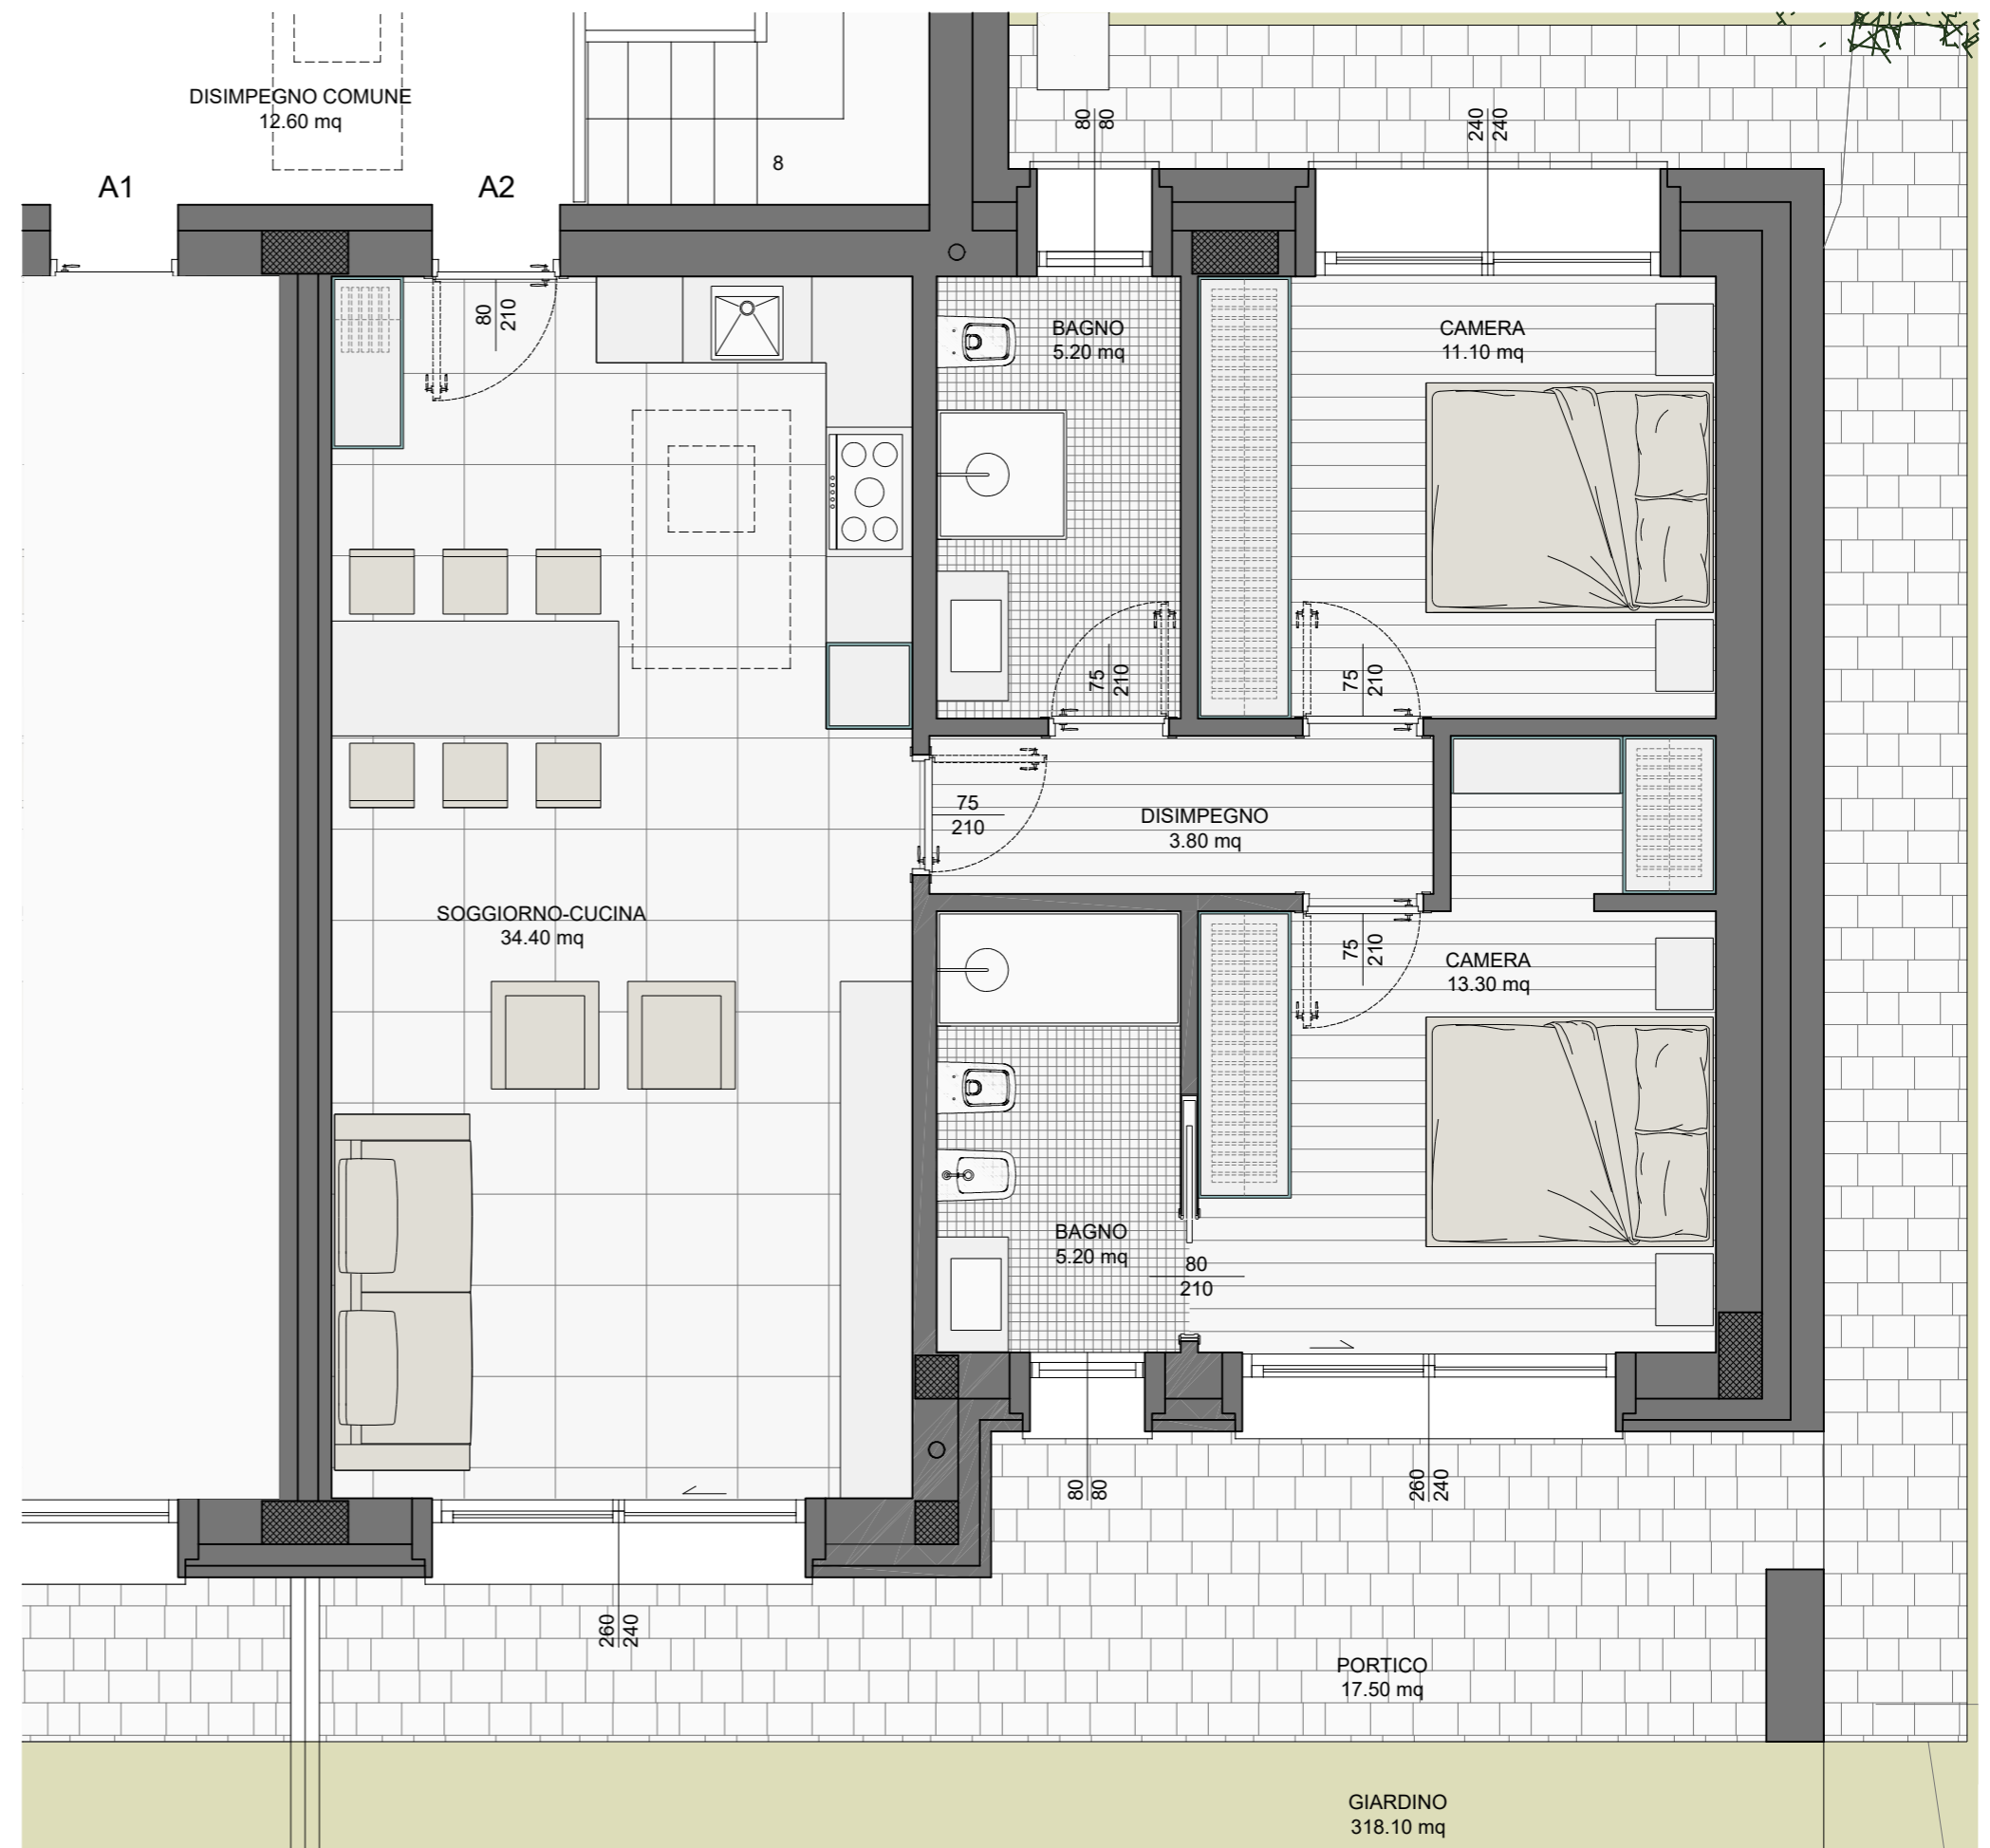 DISIMPEGNO COMUNE
12.60 mq
A1
A2
8
80
80
240
240
80
210
BAGNO
5.20 mq
CAMERA
11.10 mq
75
210
75
210
75
210
DISIMPEGNO
3.80 mq
SOGGIORNO-CUCINA
34.40 mq
75
210
CAMERA
13.30 mq
BAGNO
5.20 mq
80
210
80
80
260
240
260
240
PORTICO
17.50 mq
GIARDINO
318.10 mq